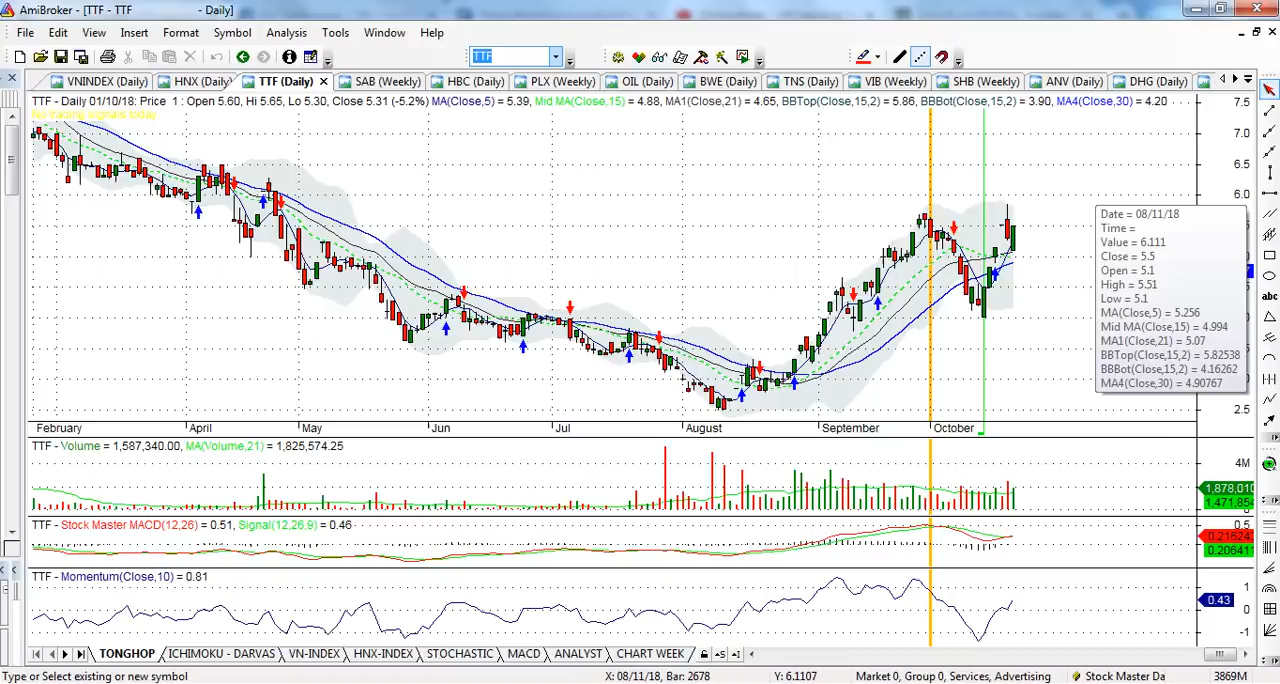 AmiBroker - [TTF - TTF - Daily]
File Edit View Insert Format Symbol Analysis Tools Window Help
TTF
VNINDEX (Daily) HNX (Daily) TTF (Daily) SAB (Weekly) HBC (Daily) PLX (Weekly) OIL (Daily) BWE (Daily) TNS (Daily) VIB (Weekly) SHB (Weekly) ANV (Daily) DHG (Daily)
TTF - Daily 01/10/18: Price 1 : Open 5.60, Hi 5.65, Lo 5.30, Close 5.31 (-5.2%) MA(Close,5) = 5.39, Mid MA(Close,15) = 4.88, MA1(Close,21) = 4.65, BBTop(Close,15,2) = 5.86, BBBot(Close,15,2) = 3.90, MA4(Close,30) = 4.20
No trading signals today
7.5
7.0
6.5
6.0
Date = 08/11/18
Time =
Value = 6.111
Close = 5.5
Open = 5.1
High = 5.51
Low = 5.1
MA(Close,5) = 5.256
Mid MA(Close,15) = 4.994
MA1(Close,21) = 5.07
BBTop(Close,15,2) = 5.82538
BBBot(Close,15,2) = 4.16262
MA4(Close,30) = 4.90767
2.5
February April May Jun Jul August September October
TTF - Volume = 1,587,340.00, MA(Volume,21) = 1,825,574.25
4M
1,878,010
1,471,854
TTF - Stock Master MACD(12,26) = 0.51, Signal(12,26,9) = 0.46
0.5
0.21624
0.20641
TTF - Momentum(Close,10) = 0.81
1
0.43
0
-1
TONGHOP ICHIMOKU - DARVAS VN-INDEX HNX-INDEX STOCHASTIC MACD ANALYST CHART WEEK
Type or Select existing or new symbol X: 08/11/18, Bar: 2678 Y: 6.1107 Market 0, Group 0, Services, Advertising Stock Master Da 3869M
abc